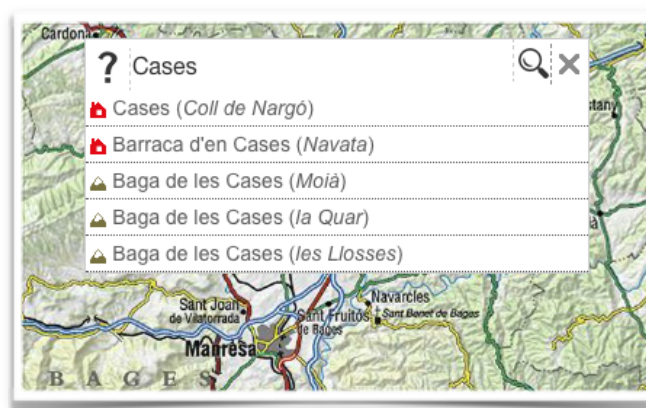 Cardona
? Cases
Cases (Coll de Nargó)
Barraca d'en Cases (Navata)
Baga de les Cases (Moià)
Baga de les Cases (la Quar)
Baga de les Cases (les Llosses)
Sant Joan
de Vilatorrada
Navarcles
Sant Fruitós
de Bages
Sant Benet de Bages
Manresa
BAGES